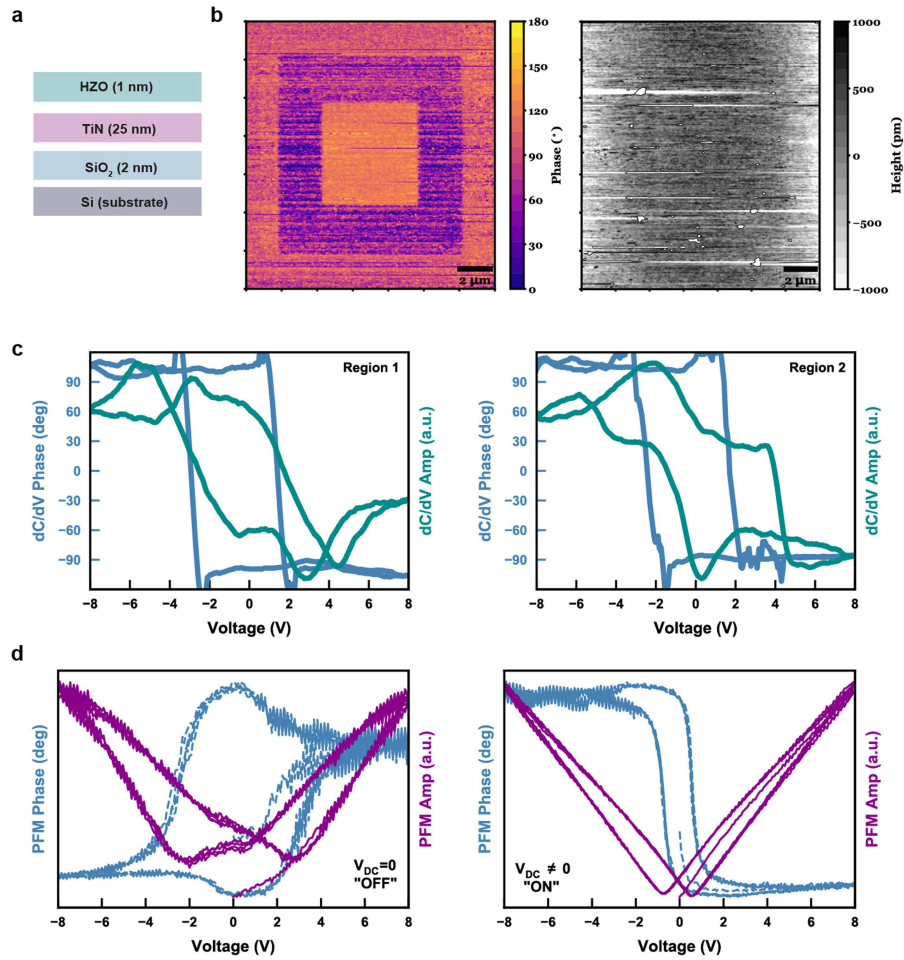 a
HZO (1 nm)
TiN (25 nm)
SiO₂ (2 nm)
Si (substrate)
b
2 µm
180
150
120
90
60
30
0
Phase (°)
2 µm
1000
500
0
−500
−1000
Height (pm)
c
Region 1
90
60
30
0
−30
−60
−90
dC/dV Phase (deg)
dC/dV Amp (a.u.)
−8 −6 −4 −2 0 2 4 6 8
Voltage (V)
Region 2
90
60
30
0
−30
−60
−90
dC/dV Phase (deg)
dC/dV Amp (a.u.)
−8 −6 −4 −2 0 2 4 6 8
Voltage (V)
d
PFM Phase (deg)
PFM Amp (a.u.)
V_DC=0
"OFF"
−8 −6 −4 −2 0 2 4 6 8
Voltage (V)
PFM Phase (deg)
PFM Amp (a.u.)
V_DC ≠ 0
"ON"
−8 −6 −4 −2 0 2 4 6 8
Voltage (V)